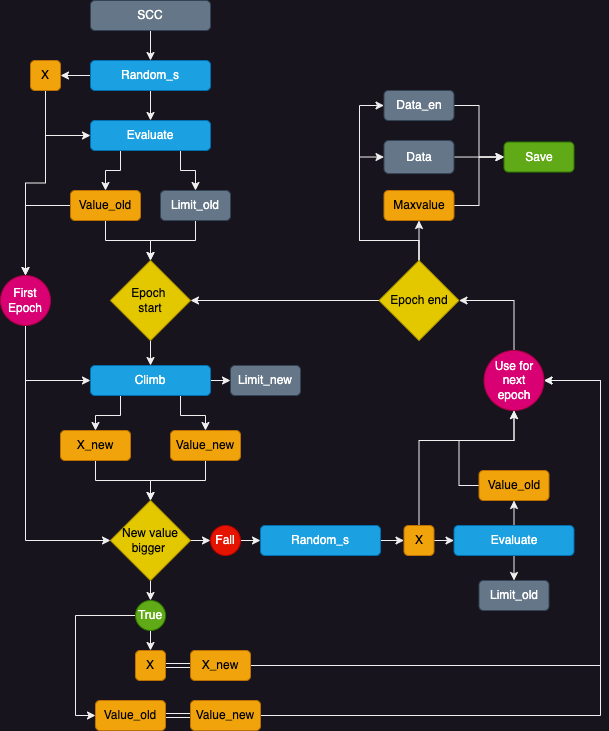 SCC
X
Random_s
Evaluate
Value_old
Limit_old
Data_en
Data
Save
Maxvalue
First
Epoch
Epoch
start
Epoch end
Climb
Limit_new
Use for
next
epoch
X_new
Value_new
Value_old
New value
bigger
Fall
Random_s
X
Evaluate
Limit_old
True
X
X_new
Value_old
Value_new